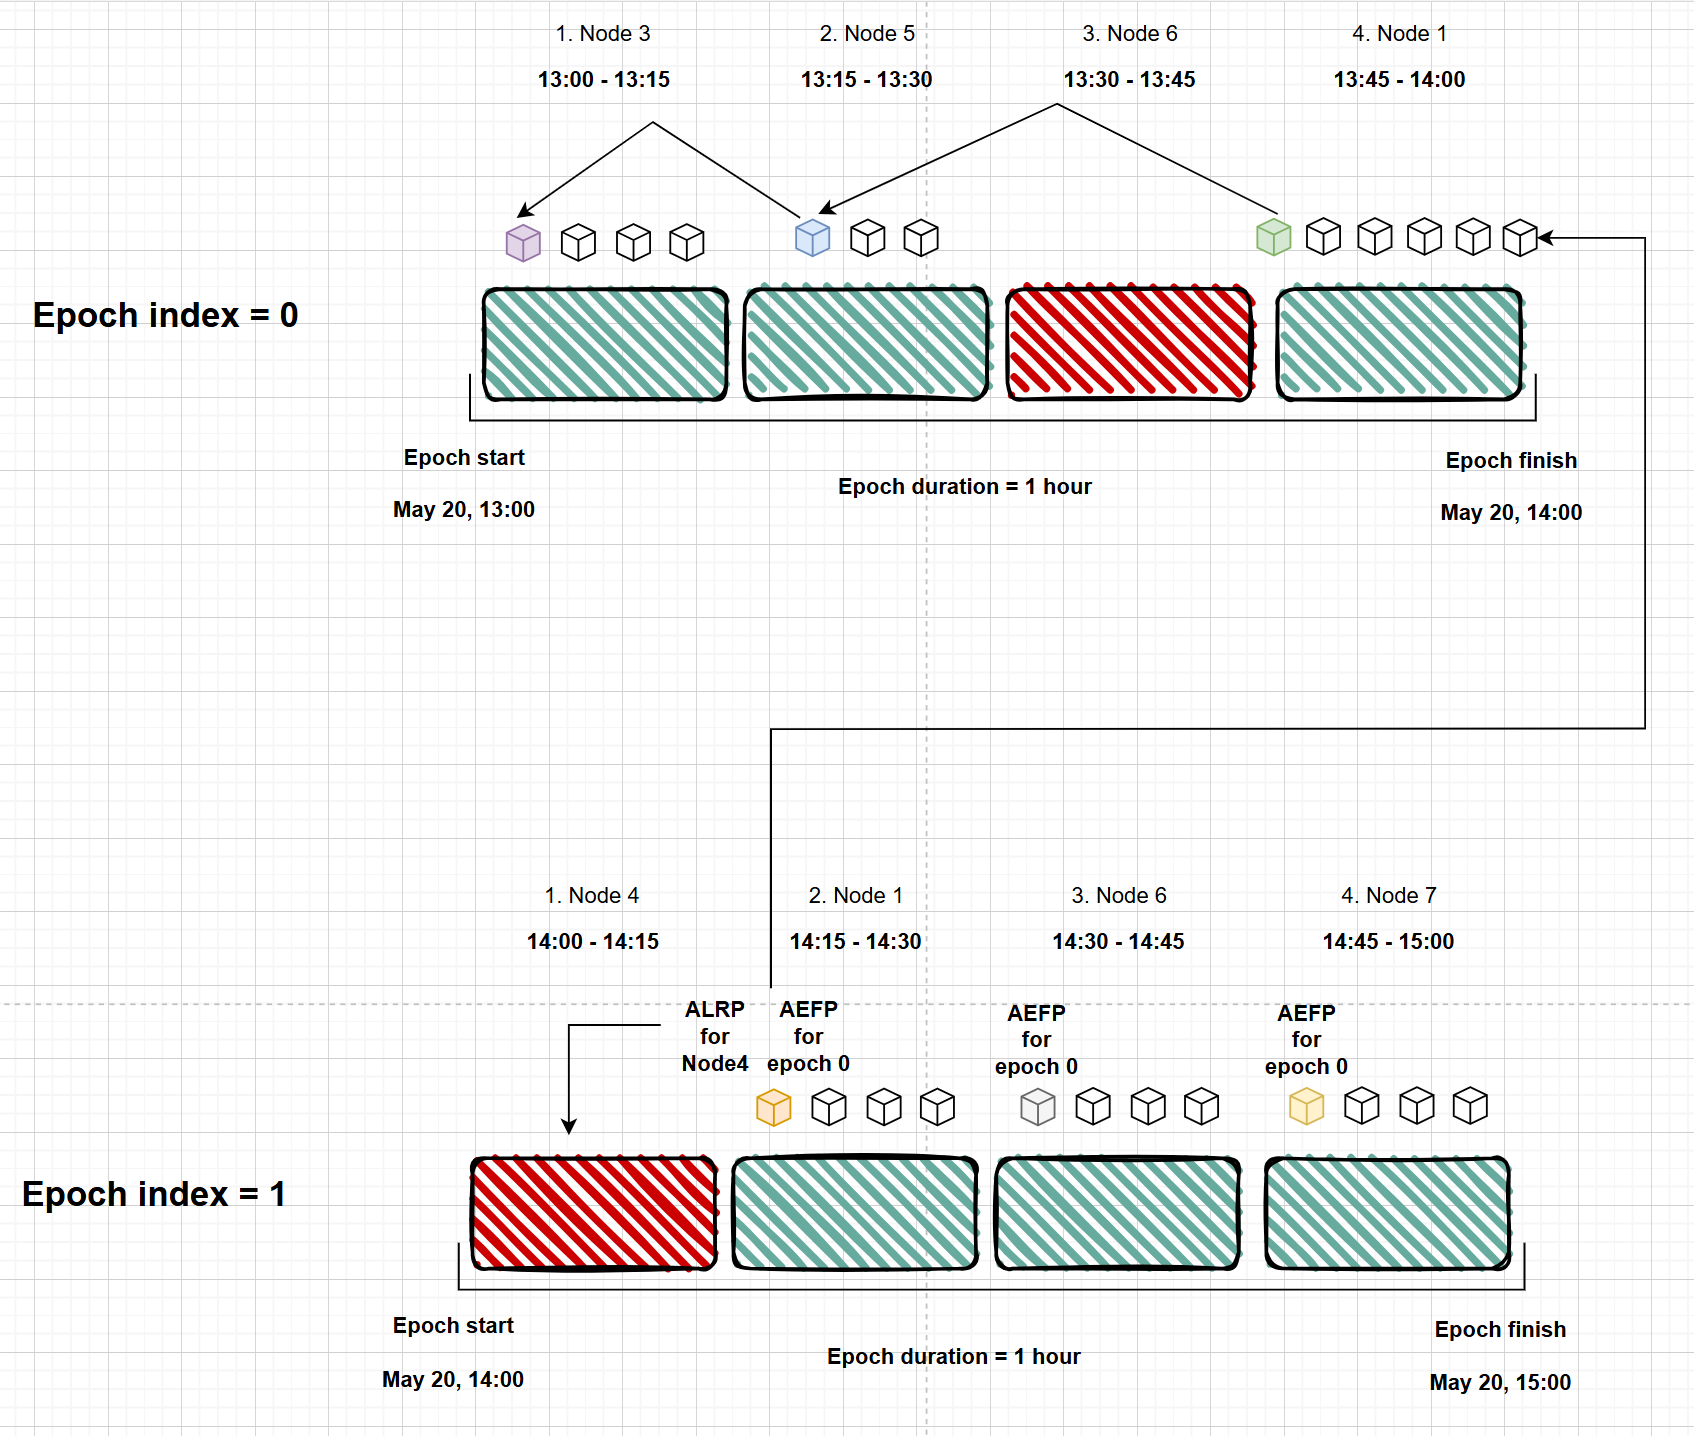 1. Node 3
2. Node 5
3. Node 6
4. Node 1
13:00 - 13:15
13:15 - 13:30
13:30 - 13:45
13:45 - 14:00
Epoch index = 0
Epoch start
May 20, 13:00
Epoch duration = 1 hour
Epoch finish
May 20, 14:00
1. Node 4
2. Node 1
3. Node 6
4. Node 7
14:00 - 14:15
14:15 - 14:30
14:30 - 14:45
14:45 - 15:00
ALRP
for
Node4
AEFP
for
epoch 0
AEFP
for
epoch 0
AEFP
for
epoch 0
Epoch index = 1
Epoch start
May 20, 14:00
Epoch duration = 1 hour
Epoch finish
May 20, 15:00